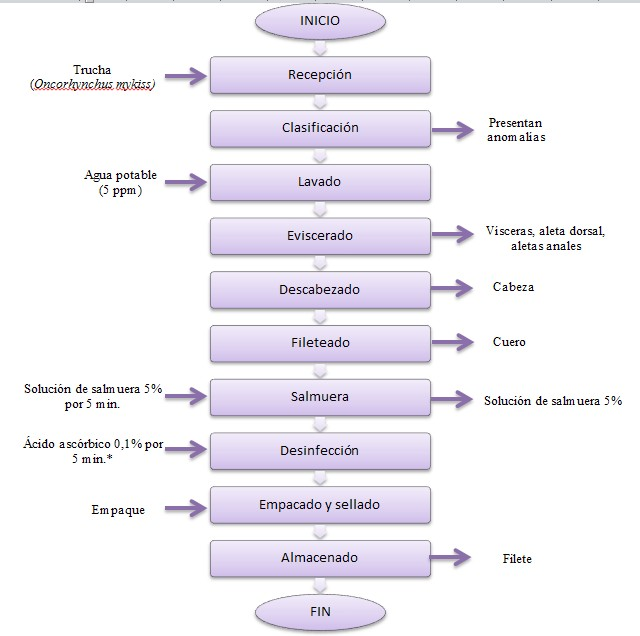 INICIO
Trucha
(Oncorhynchus mykiss)
Recepción
Clasificación
Presentan
anomalias
Agua potable
(5 ppm)
Lavado
Eviscerado
Visceras, aleta dorsal,
aletas anales
Descabezado
Cabeza
Fileteado
Cuero
Solución de salmuera 5%
por 5 min.
Salmuera
Solución de salmuera 5%
Ácido ascórbico 0,1% por
5 min.*
Desinfección
Empaque
Empacado y sellado
Almacenado
Filete
FIN